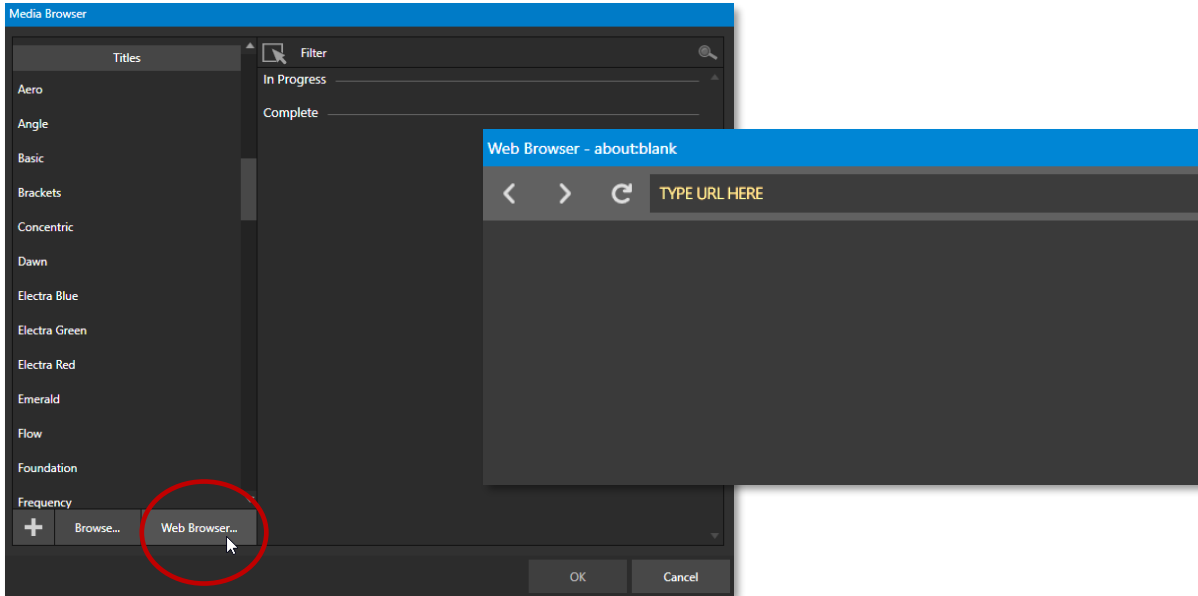 Media Browser
Titles
Aero
Angle
Basic
Brackets
Concentric
Dawn
Electra Blue
Electra Green
Electra Red
Emerald
Flow
Foundation
Frequency
Browse...
Web Browser...
Filter
In Progress
Complete
OK
Cancel
Web Browser - about:blank
TYPE URL HERE